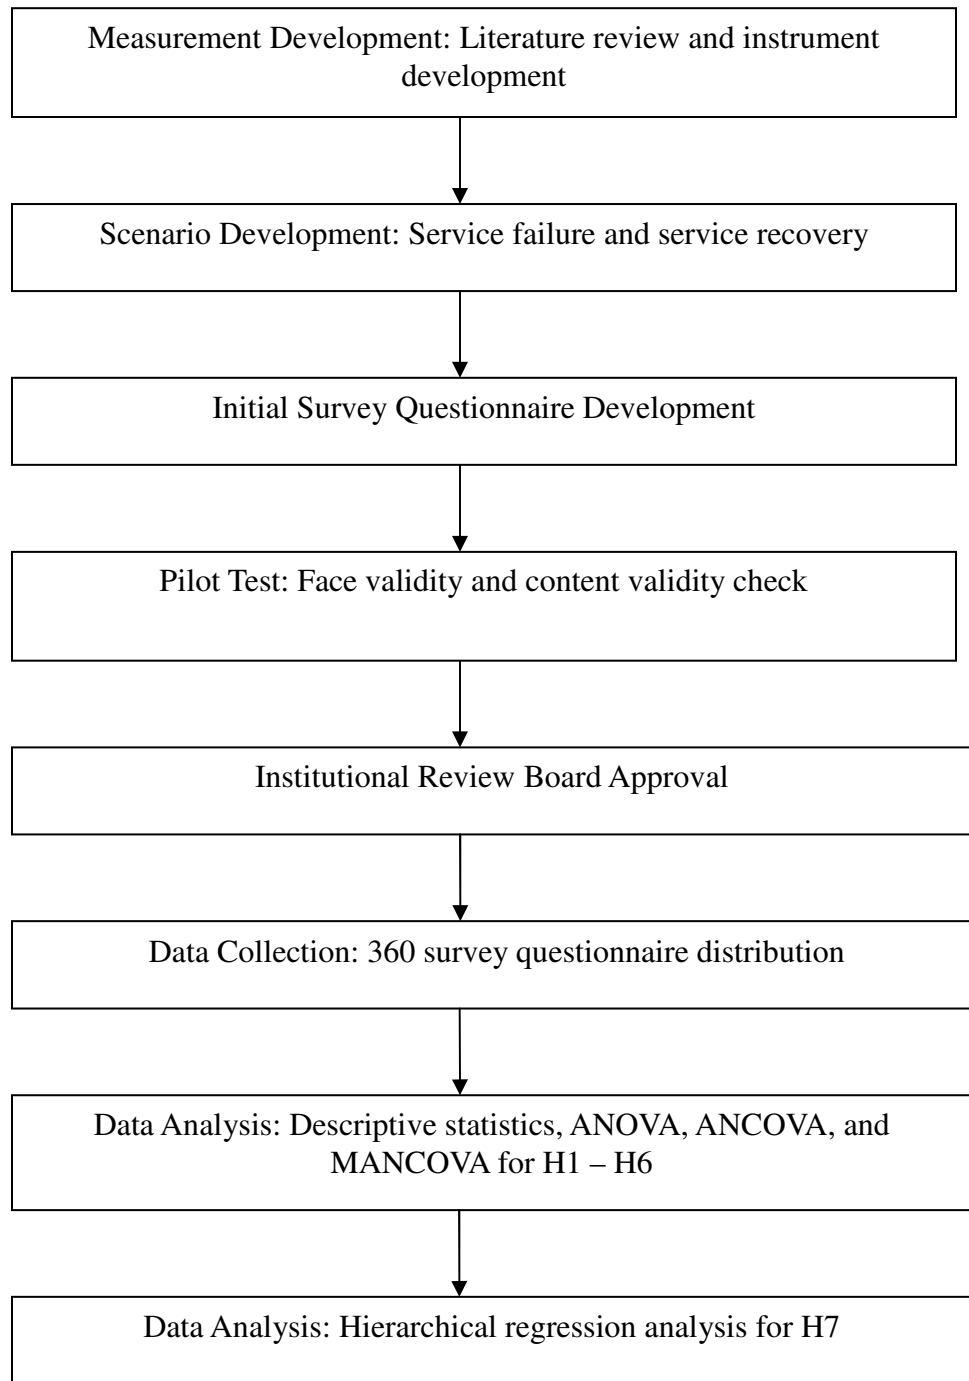 Measurement Development: Literature review and instrument
development
Scenario Development: Service failure and service recovery
Initial Survey Questionnaire Development
Pilot Test: Face validity and content validity check
Institutional Review Board Approval
Data Collection: 360 survey questionnaire distribution
Data Analysis: Descriptive statistics, ANOVA, ANCOVA, and
MANCOVA for H1 – H6
Data Analysis: Hierarchical regression analysis for H7